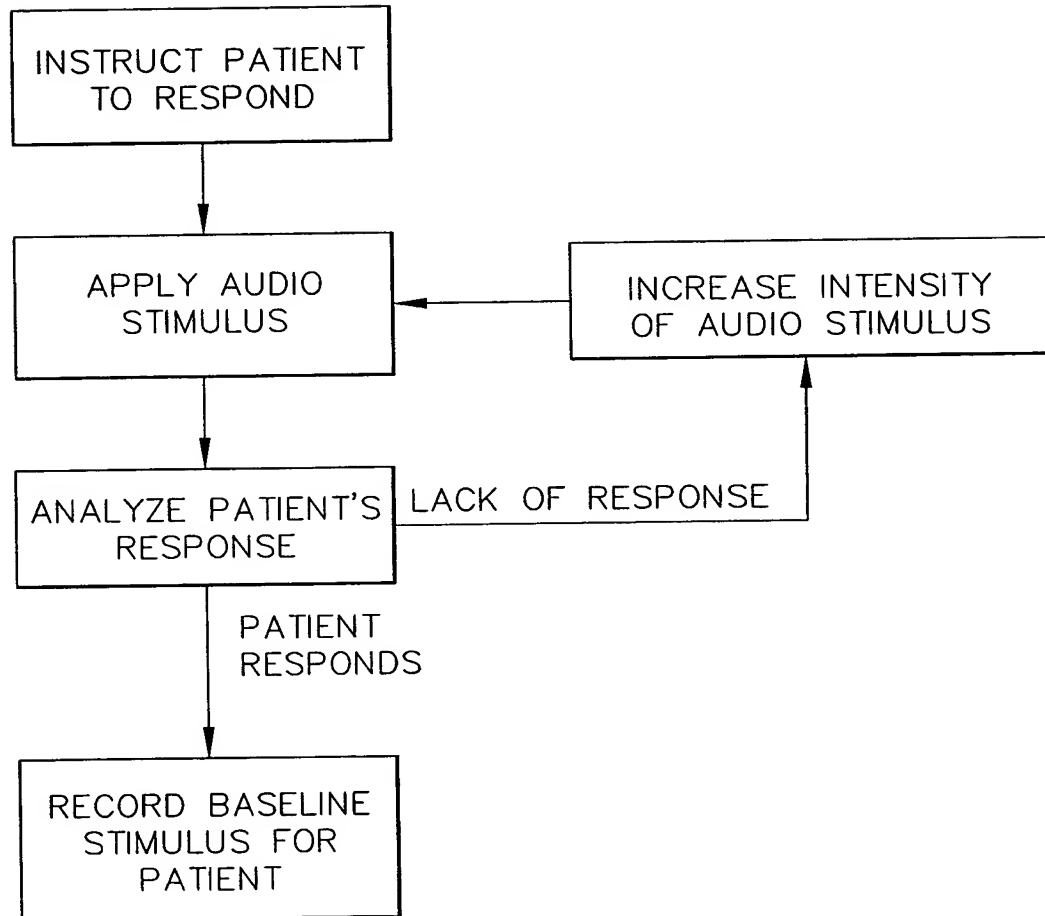 INSTRUCT PATIENT
TO RESPOND
APPLY AUDIO
STIMULUS
INCREASE INTENSITY
OF AUDIO STIMULUS
ANALYZE PATIENT'S
RESPONSE
LACK OF RESPONSE
PATIENT
RESPONDS
RECORD BASELINE
STIMULUS FOR
PATIENT